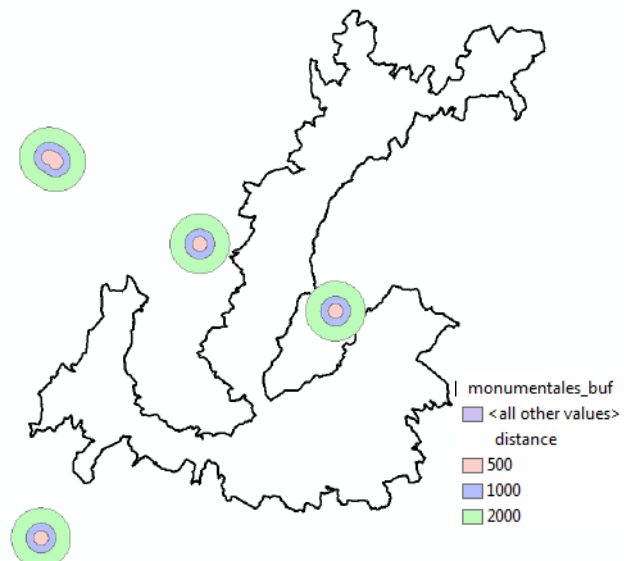 monumentales_buf
<all other values>
distance
500
1000
2000